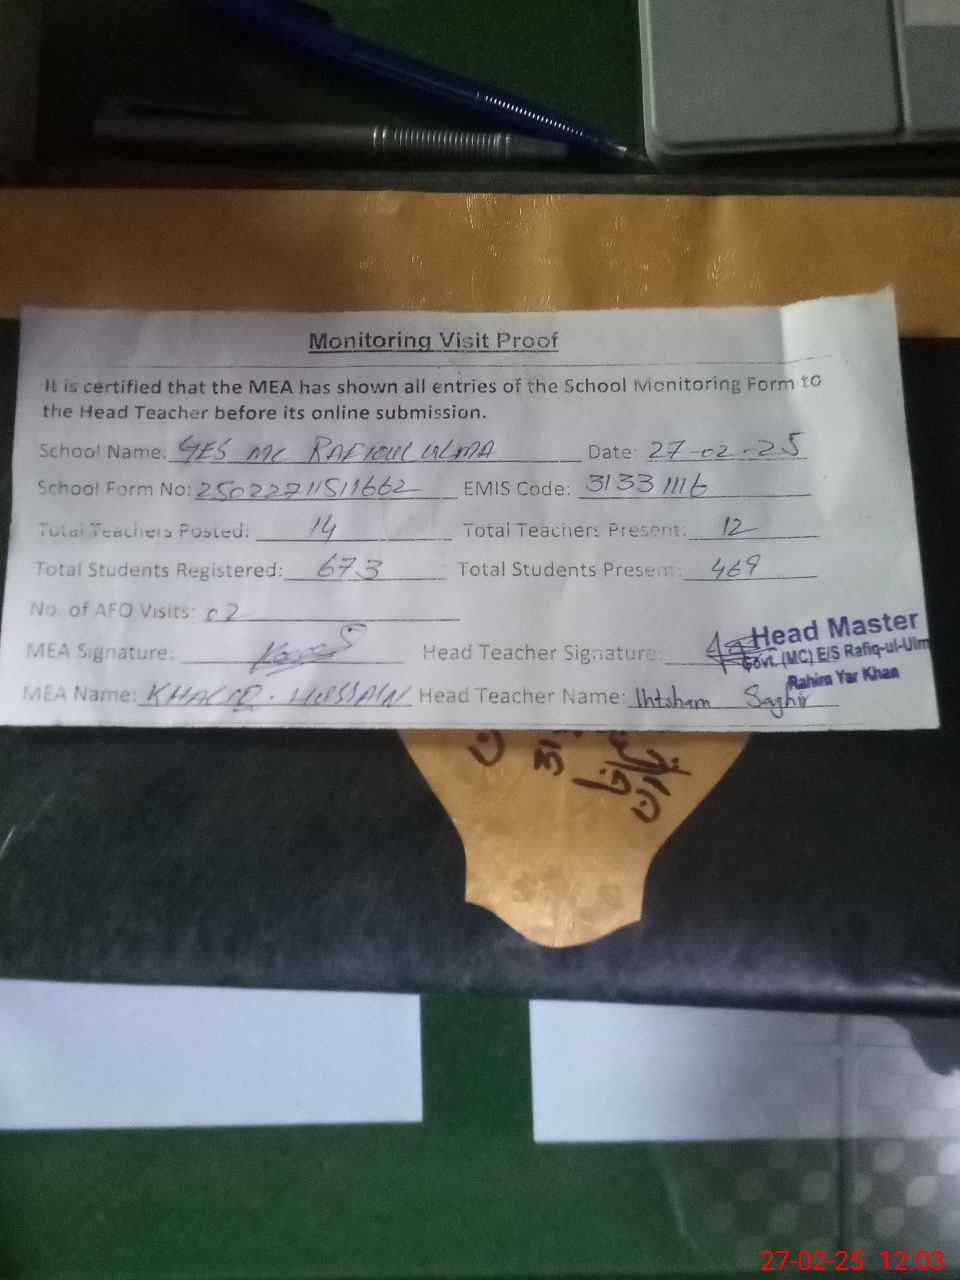 Monitoring Visit Proof
It is certified that the MEA has shown all entries of the School Monitoring Form to
the Head Teacher before its online submission.
School Name: GES MC RAFIQUL ULMA Date: 27-02-25
School Form No: 25022711511662 EMIS Code: 31331116
Total Teachers Posted: 14 Total Teachers Present: 12
Total Students Registered: 673 Total Students Present: 469
No. of AEO Visits: 02
MEA Signature: Head Teacher Signature:
Head Master
Govt. (MC) E/S Rafiq-ul-Ulm
Rahim Yar Khan
MEA Name: KHALID HUSSAIN Head Teacher Name: Ihtsham Saghir
27-02-25 12:03